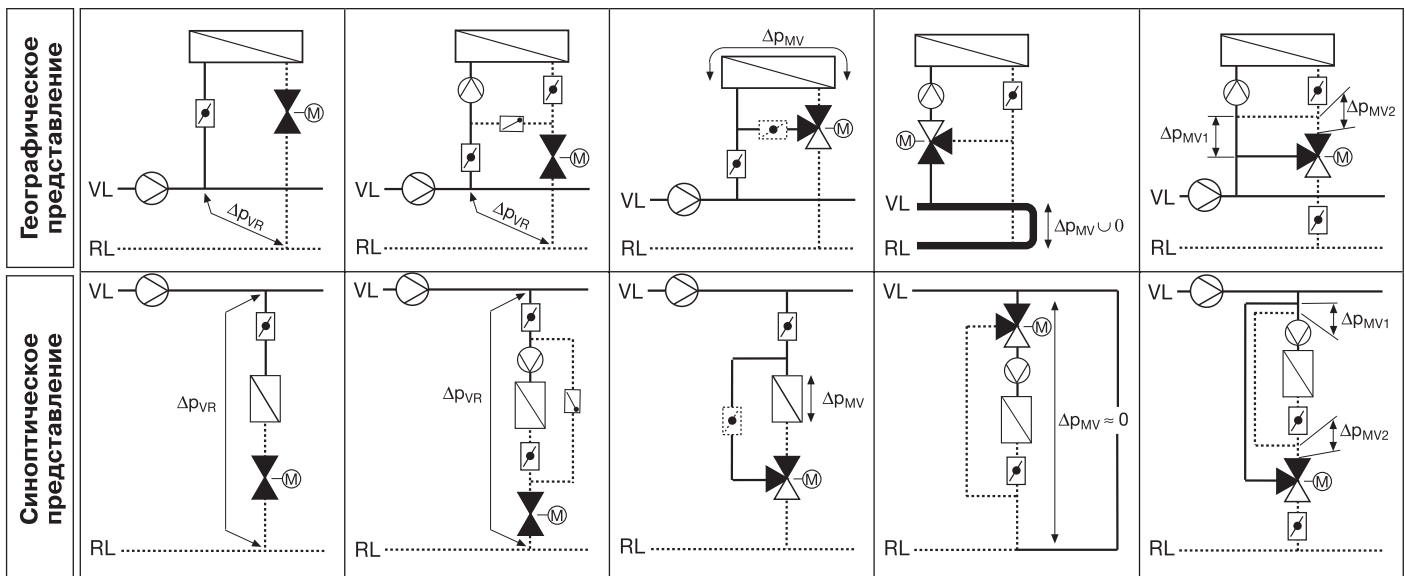 Географическое
представление
Δp_VR
M
VL
RL
Δp_VR
M
VL
RL
Δp_MV
M
VL
RL
M
VL
RL
Δp_MV ∪ 0
Δp_MV1
Δp_MV2
M
VL
RL
Синоптическое
представление
VL
Δp_VR
M
RL
VL
Δp_VR
M
RL
VL
Δp_MV
M
RL
VL
M
Δp_MV ≈ 0
RL
VL
Δp_MV1
Δp_MV2
M
RL